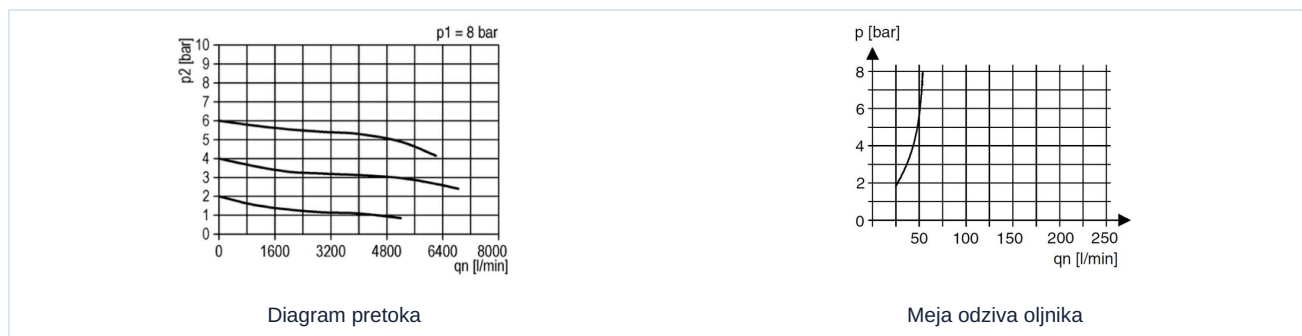 p1 = 8 bar
p2 [bar]
10
9
8
7
6
5
4
3
2
1
0
0 1600 3200 4800 6400 8000
qn [l/min]
Diagram pretoka
p [bar]
8
6
4
2
0
50 100 150 200 250
qn [l/min]
Meja odziva oljnika